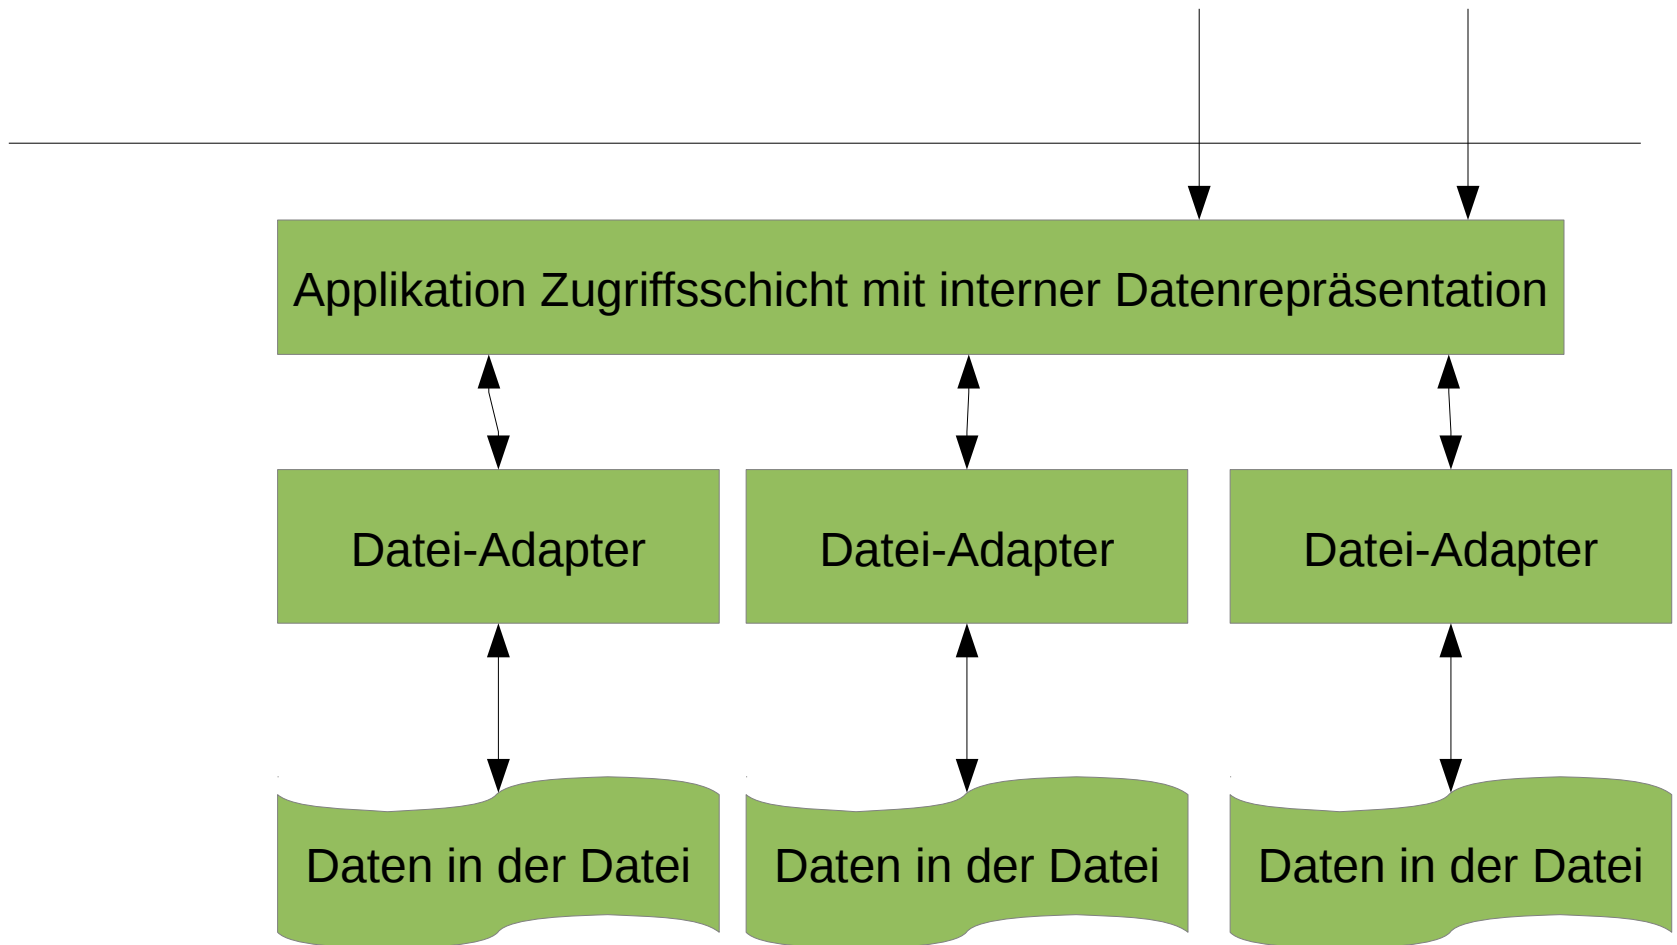 Applikation Zugriffsschicht mit interner Datenrepräsentation
Datei-Adapter
Datei-Adapter
Datei-Adapter
Daten in der Datei
Daten in der Datei
Daten in der Datei